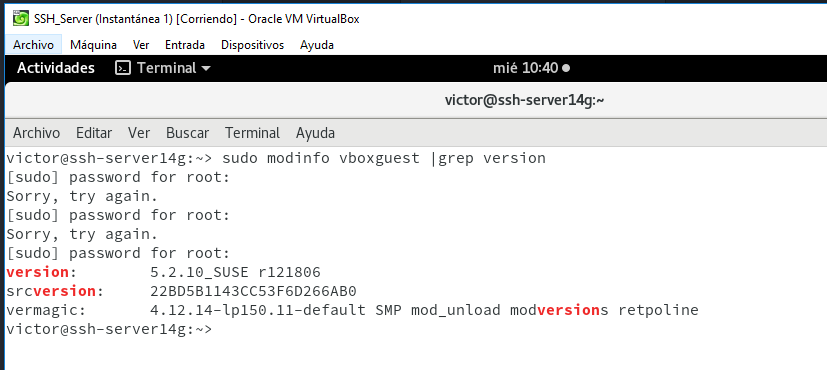 SSH_Server (Instantánea 1) [Corriendo] - Oracle VM VirtualBox
Archivo Máquina Ver Entrada Dispositivos Ayuda
Actividades Terminal mié 10:40
victor@ssh-server14g:~
Archivo Editar Ver Buscar Terminal Ayuda
victor@ssh-server14g:~> sudo modinfo vboxguest |grep version
[sudo] password for root:
Sorry, try again.
[sudo] password for root:
Sorry, try again.
[sudo] password for root:
version: 5.2.10_SUSE r121806
srcversion: 22BD5B1143CC53F6D266AB0
vermagic: 4.12.14-lp150.11-default SMP mod_unload modversions retpoline
victor@ssh-server14g:~>